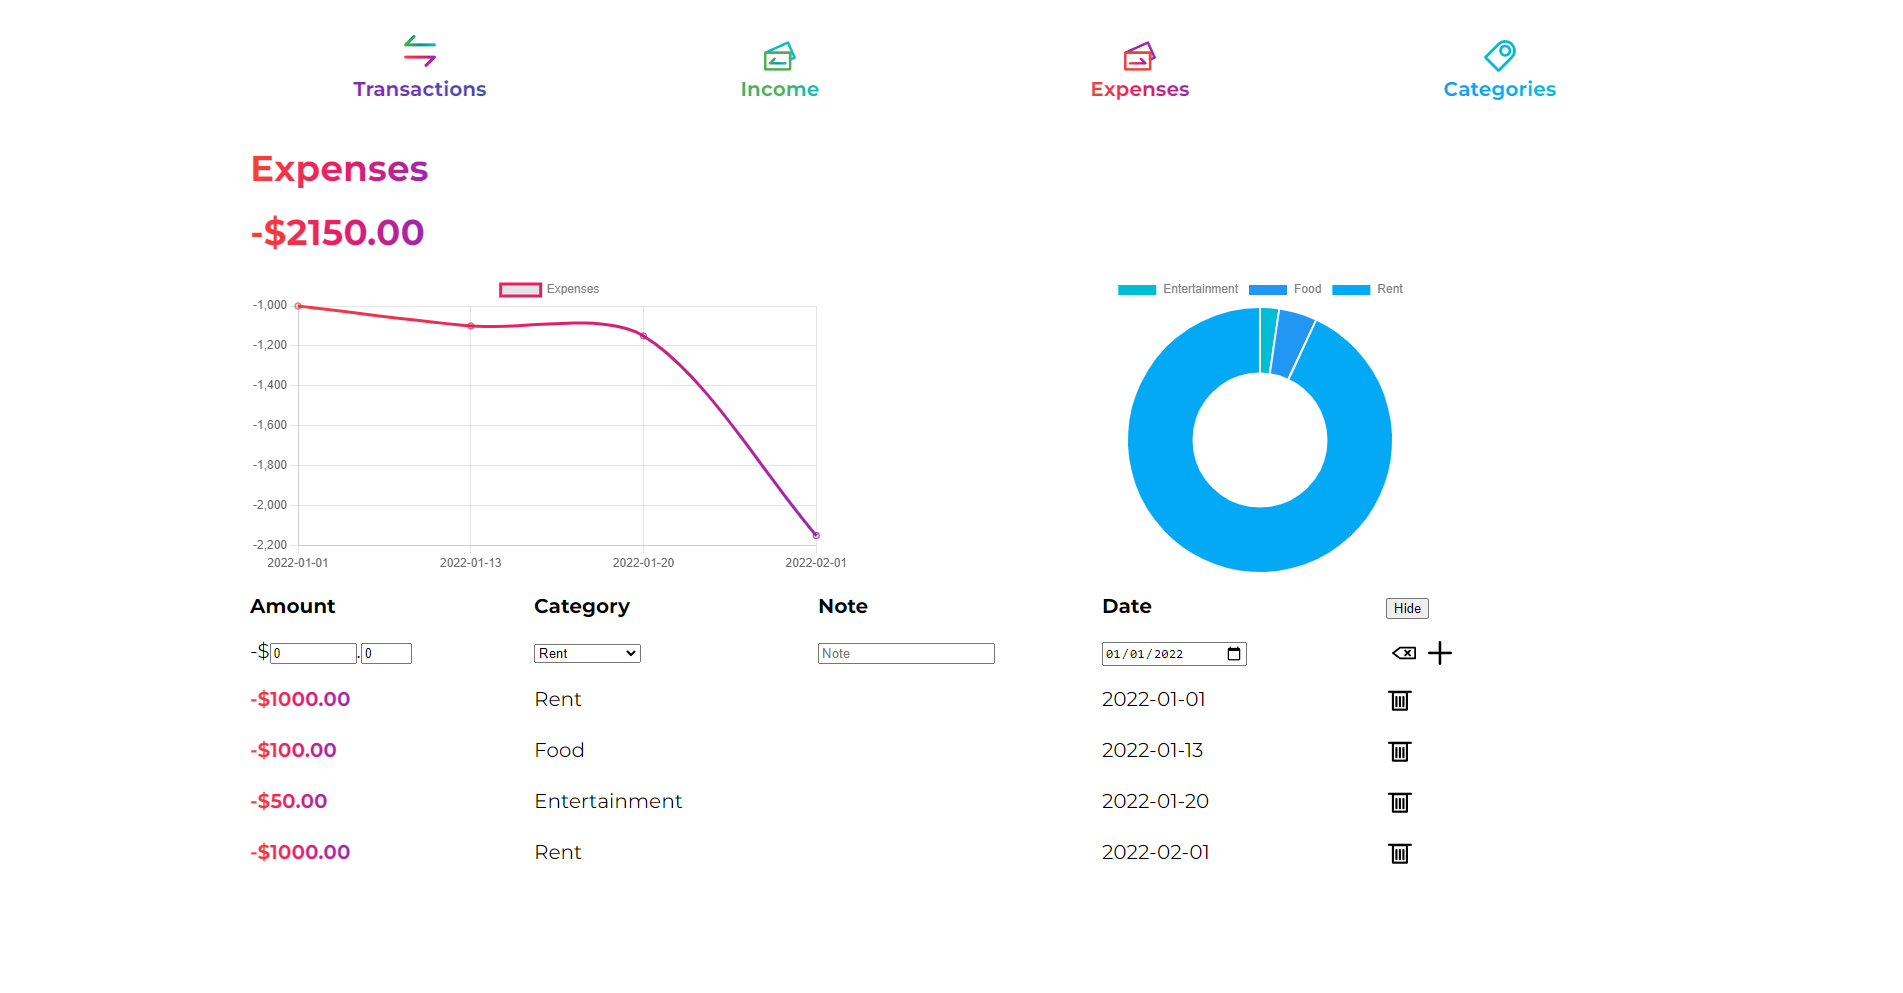 Transactions Income Expenses Categories
Expenses
-$2150.00
Expenses
-1,000
-1,200
-1,400
-1,600
-1,800
-2,000
-2,200
2022-01-01 2022-01-13 2022-01-20 2022-02-01
Entertainment Food Rent
Amount Category Note Date Hide
-$0.0 Rent Note 01/01/2022
-$1000.00 Rent 2022-01-01
-$100.00 Food 2022-01-13
-$50.00 Entertainment 2022-01-20
-$1000.00 Rent 2022-02-01